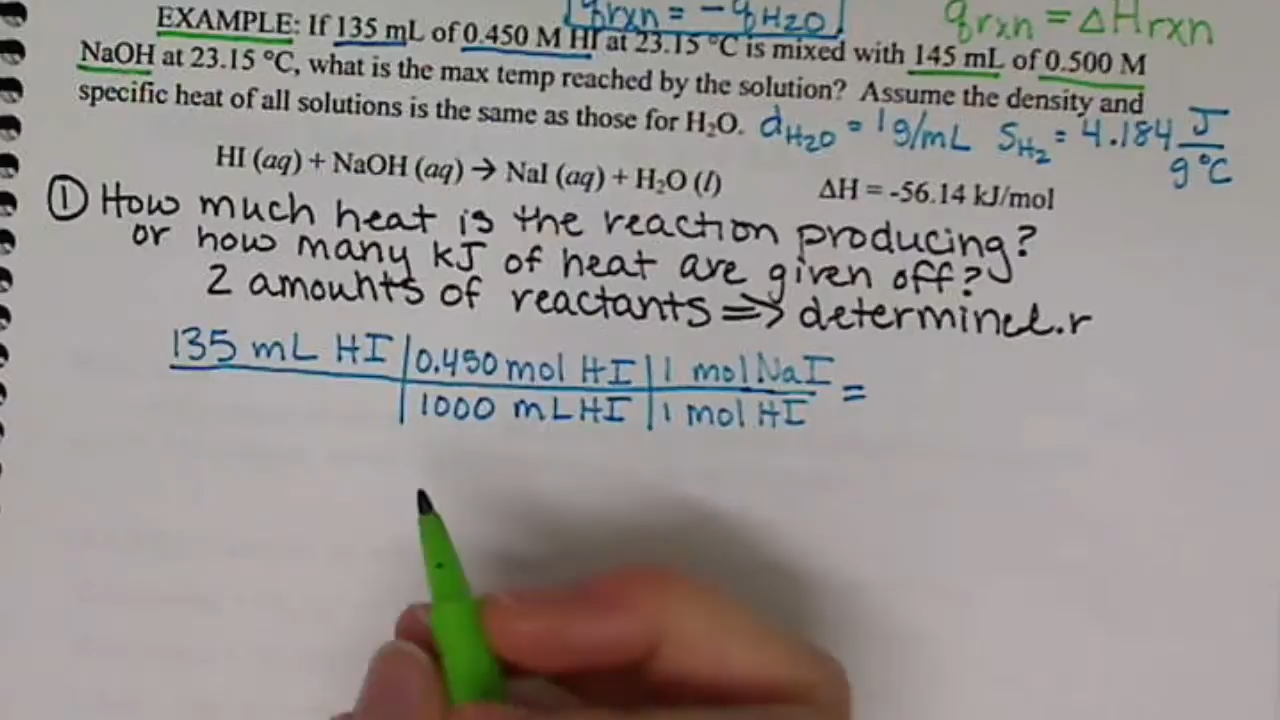 qrxn = -qH2O qrxn = ΔHrxn
EXAMPLE: If 135 mL of 0.450 M HI at 23.15 °C is mixed with 145 mL of 0.500 M
NaOH at 23.15 °C, what is the max temp reached by the solution? Assume the density and
specific heat of all solutions is the same as those for H₂O. dH2O = 1g/mL SH2 = 4.184 J/g°C
HI (aq) + NaOH (aq) → NaI (aq) + H₂O (l) ΔH = -56.14 kJ/mol
① How much heat is the reaction producing?
or how many kJ of heat are given off?
2 amounts of reactants => determine l.r
135 mL HI | 0.450 mol HI | 1 mol NaI =
1000 mL HI | 1 mol HI